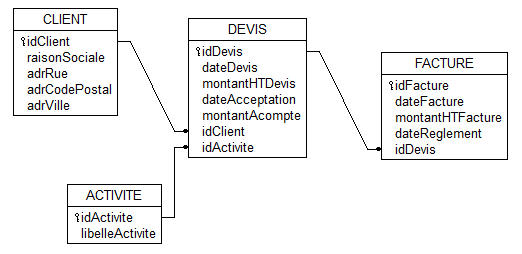 CLIENT
idClient
raisonSociale
adrRue
adrCodePostal
adrVille
DEVIS
idDevis
dateDevis
montantHTDevis
dateAcceptation
montantAcompte
idClient
idActivite
FACTURE
idFacture
dateFacture
montantHTFacture
dateReglement
idDevis
ACTIVITE
idActivite
libelleActivite